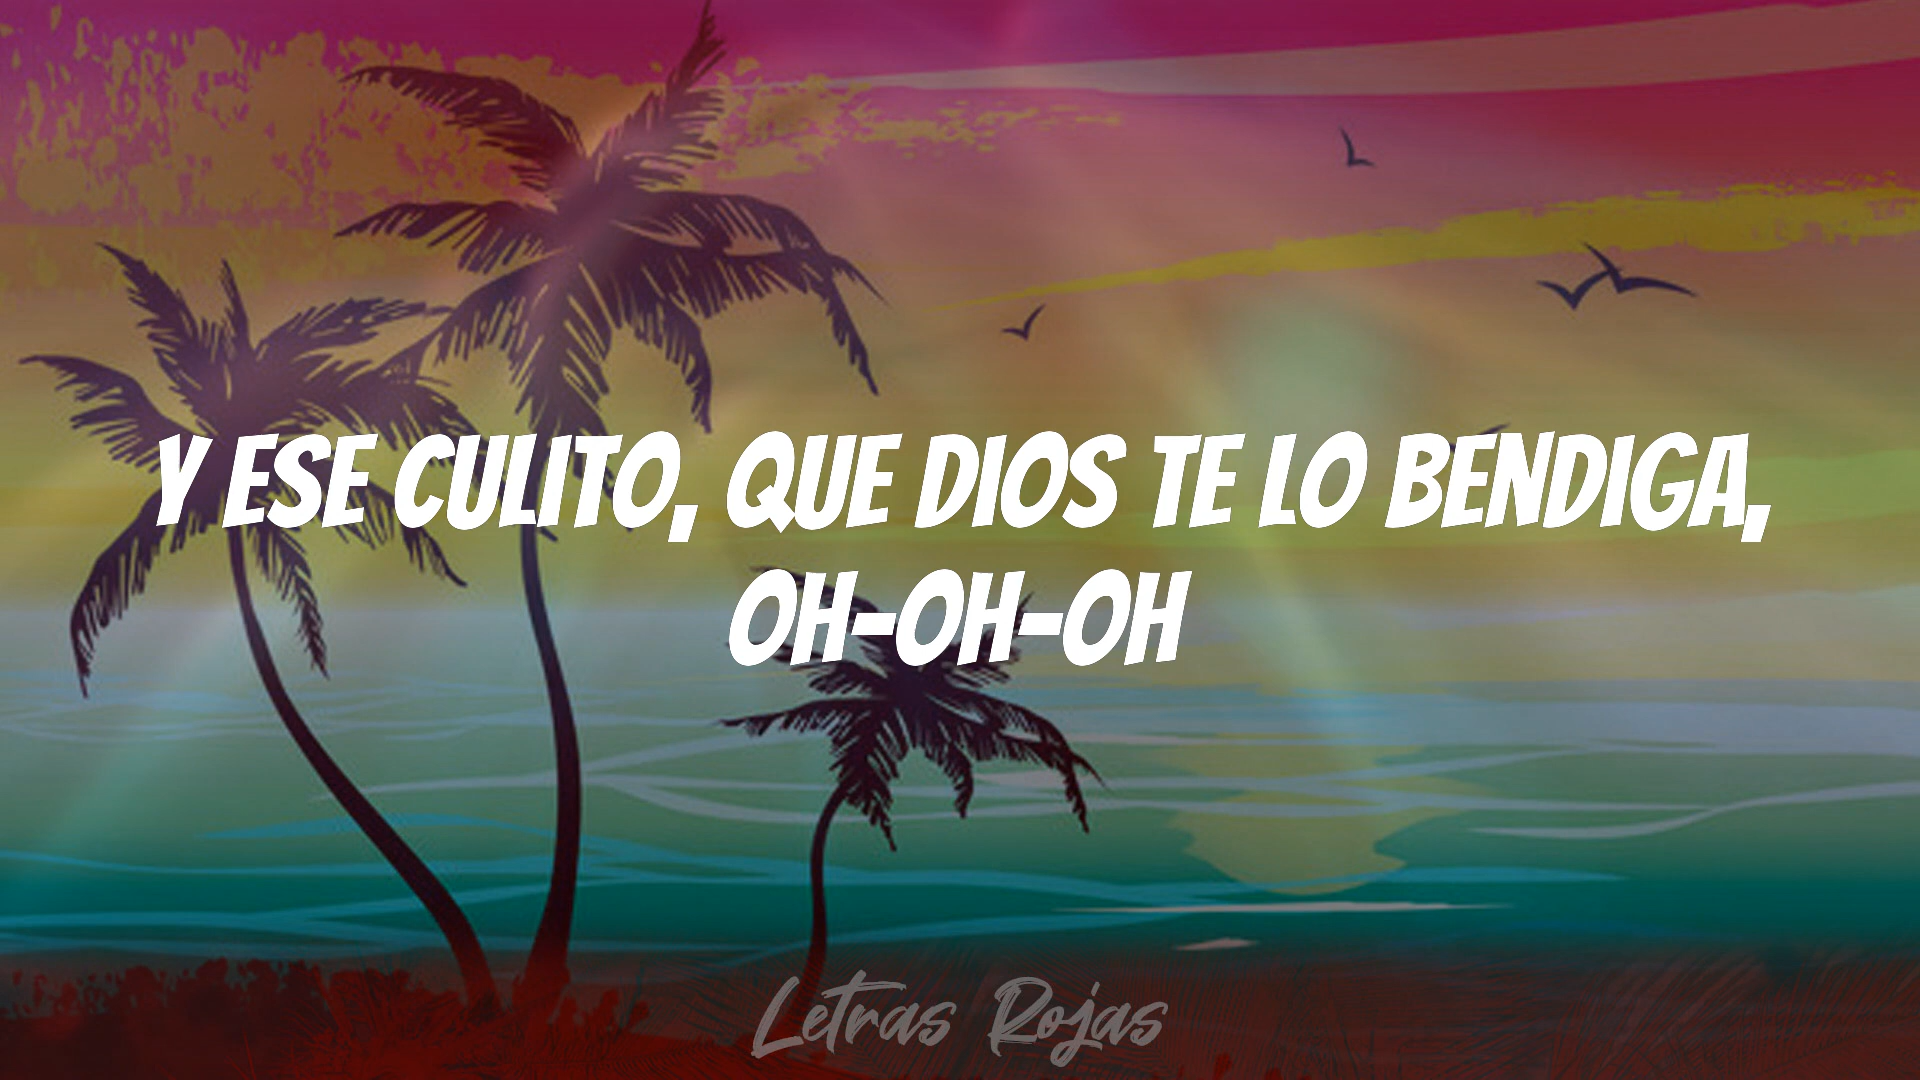 Y ESE CULITO, QUE DIOS TE LO BENDIGA,
OH-OH-OH
Letras Rojas